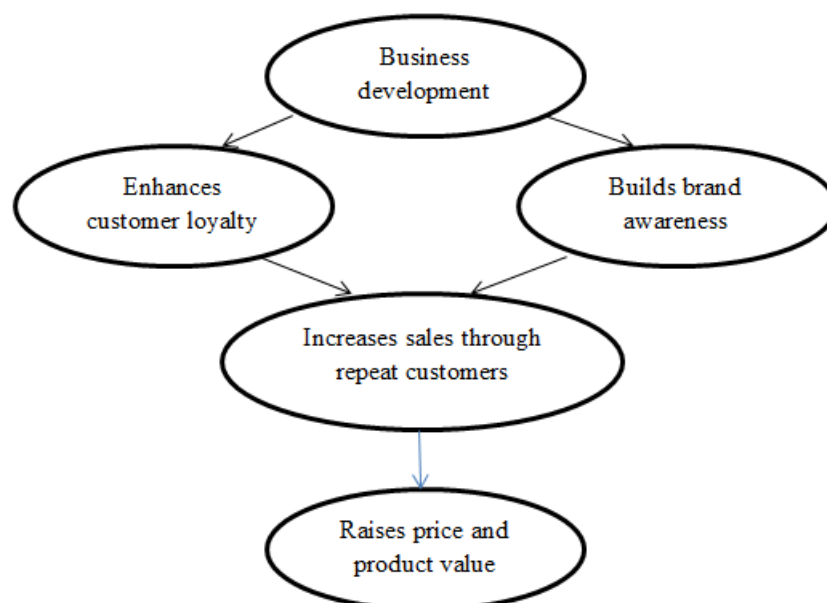 Business
development
Enhances
customer loyalty
Builds brand
awareness
Increases sales through
repeat customers
Raises price and
product value